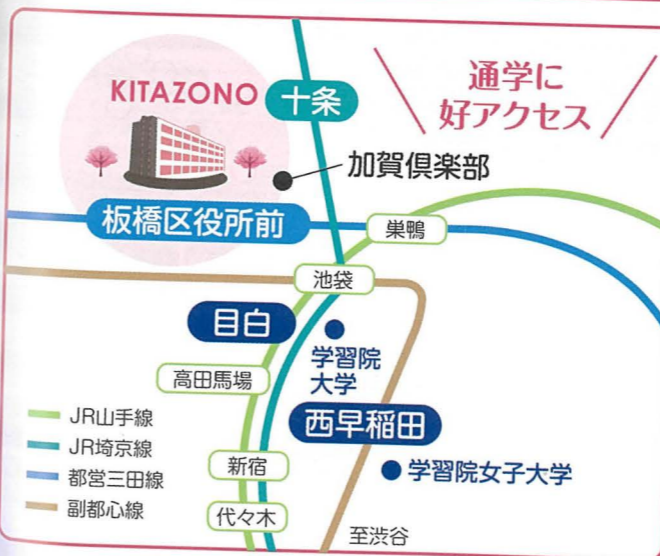 通学に
好アクセス
KITAZONO
十条
加賀倶楽部
板橋区役所前
巣鴨
池袋
目白
学習院
大学
高田馬場
西早稲田
JR山手線
JR埼京線
都営三田線
副都心線
新宿
学習院女子大学
代々木
至渋谷